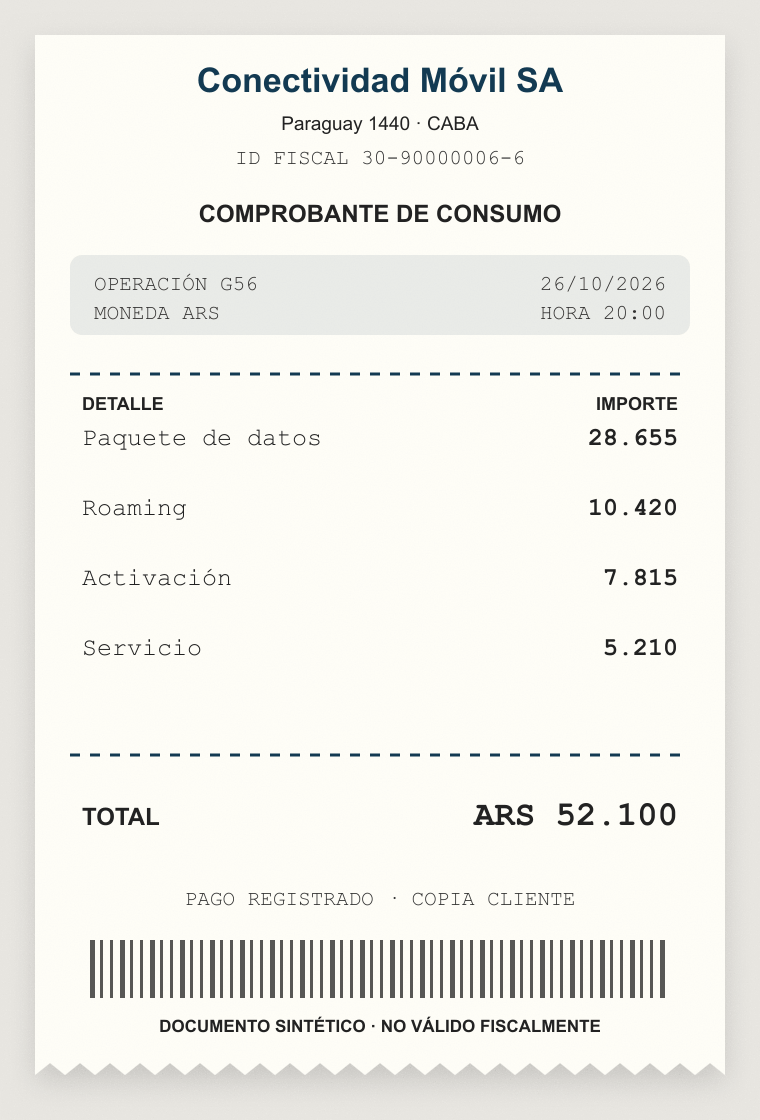 Conectividad Móvil SA
Paraguay 1440 · CABA
ID FISCAL 30-90000006-6
COMPROBANTE DE CONSUMO
OPERACIÓN G56 26/10/2026
MONEDA ARS HORA 20:00
DETALLE IMPORTE
Paquete de datos 28.655
Roaming 10.420
Activación 7.815
Servicio 5.210
TOTAL ARS 52.100
PAGO REGISTRADO · COPIA CLIENTE
DOCUMENTO SINTÉTICO · NO VÁLIDO FISCALMENTE